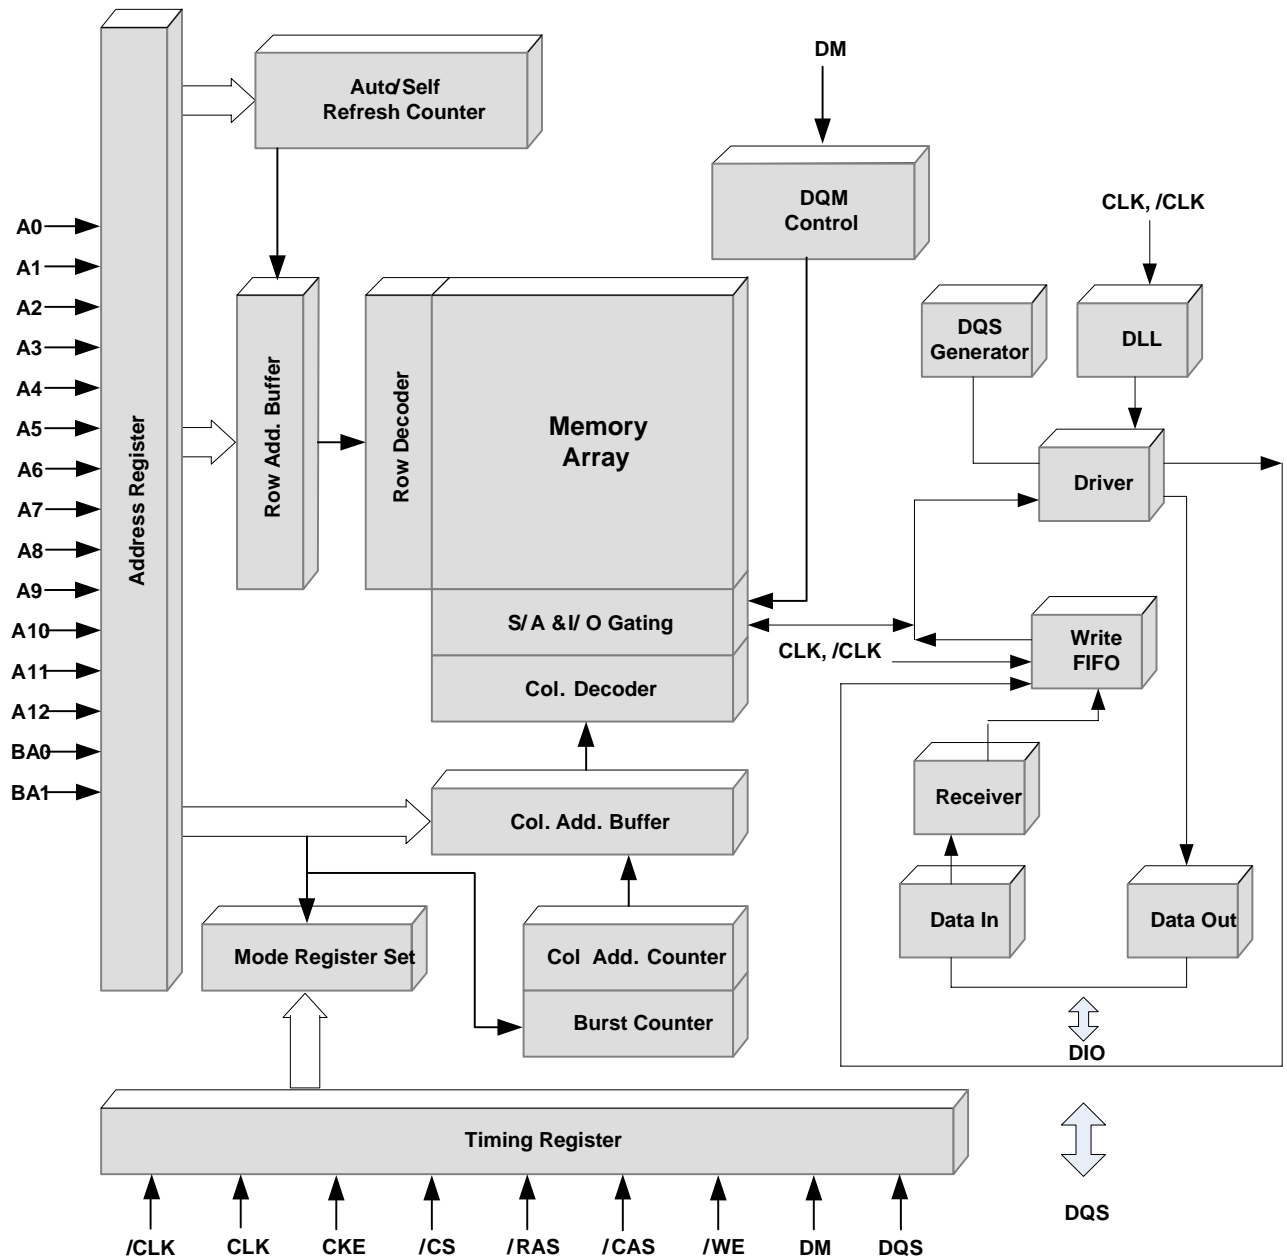 DM
Auto/Self
Refresh Counter
DQM
Control
CLK, /CLK
A0
A1
A2
A3
A4
A5
A6
A7
A8
A9
A10
A11
A12
BA0
BA1
Address Register
Row Add. Buffer
Row Decoder
Memory
Array
DQS
Generator
DLL
Driver
S/A &I/O Gating
CLK, /CLK
Write
FIFO
Col. Decoder
Receiver
Col. Add. Buffer
Data In
Data Out
Mode Register Set
Col Add. Counter
Burst Counter
DIO
Timing Register
DQS
/CLK
CLK
CKE
/CS
/RAS
/CAS
/WE
DM
DQS